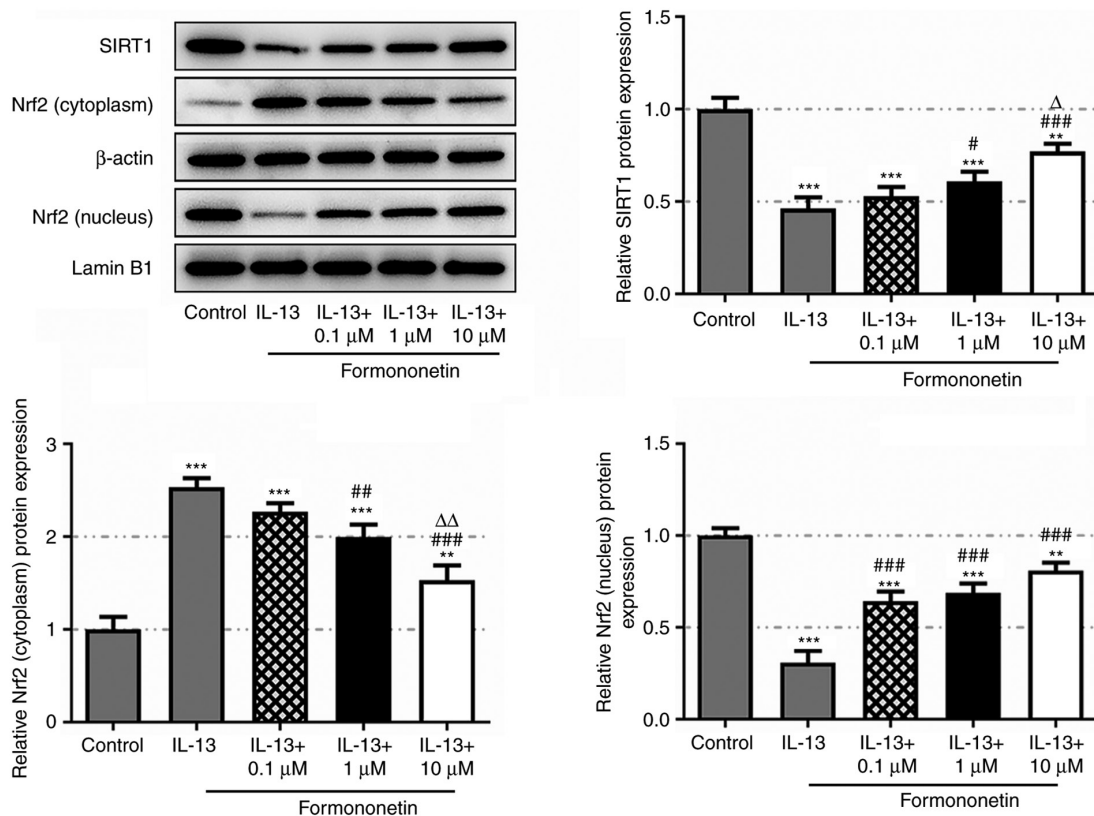 SIRT1
Nrf2 (cytoplasm)
β-actin
Nrf2 (nucleus)
Lamin B1
Control IL-13 IL-13+ IL-13+ IL-13+
0.1 μM 1 μM 10 μM
Formononetin
Relative SIRT1 protein expression
1.5
1.0
0.5
0.0
***
***
#
***
Δ
###
**
Control IL-13 IL-13+ IL-13+ IL-13+
0.1 μM 1 μM 10 μM
Formononetin
Relative Nrf2 (cytoplasm) protein expression
3
2
1
0
***
***
##
***
ΔΔ
###
**
Control IL-13 IL-13+ IL-13+ IL-13+
0.1 μM 1 μM 10 μM
Formononetin
Relative Nrf2 (nucleus) protein
expression
1.5
1.0
0.5
0.0
***
###
***
###
***
###
**
Control IL-13 IL-13+ IL-13+ IL-13+
0.1 μM 1 μM 10 μM
Formononetin